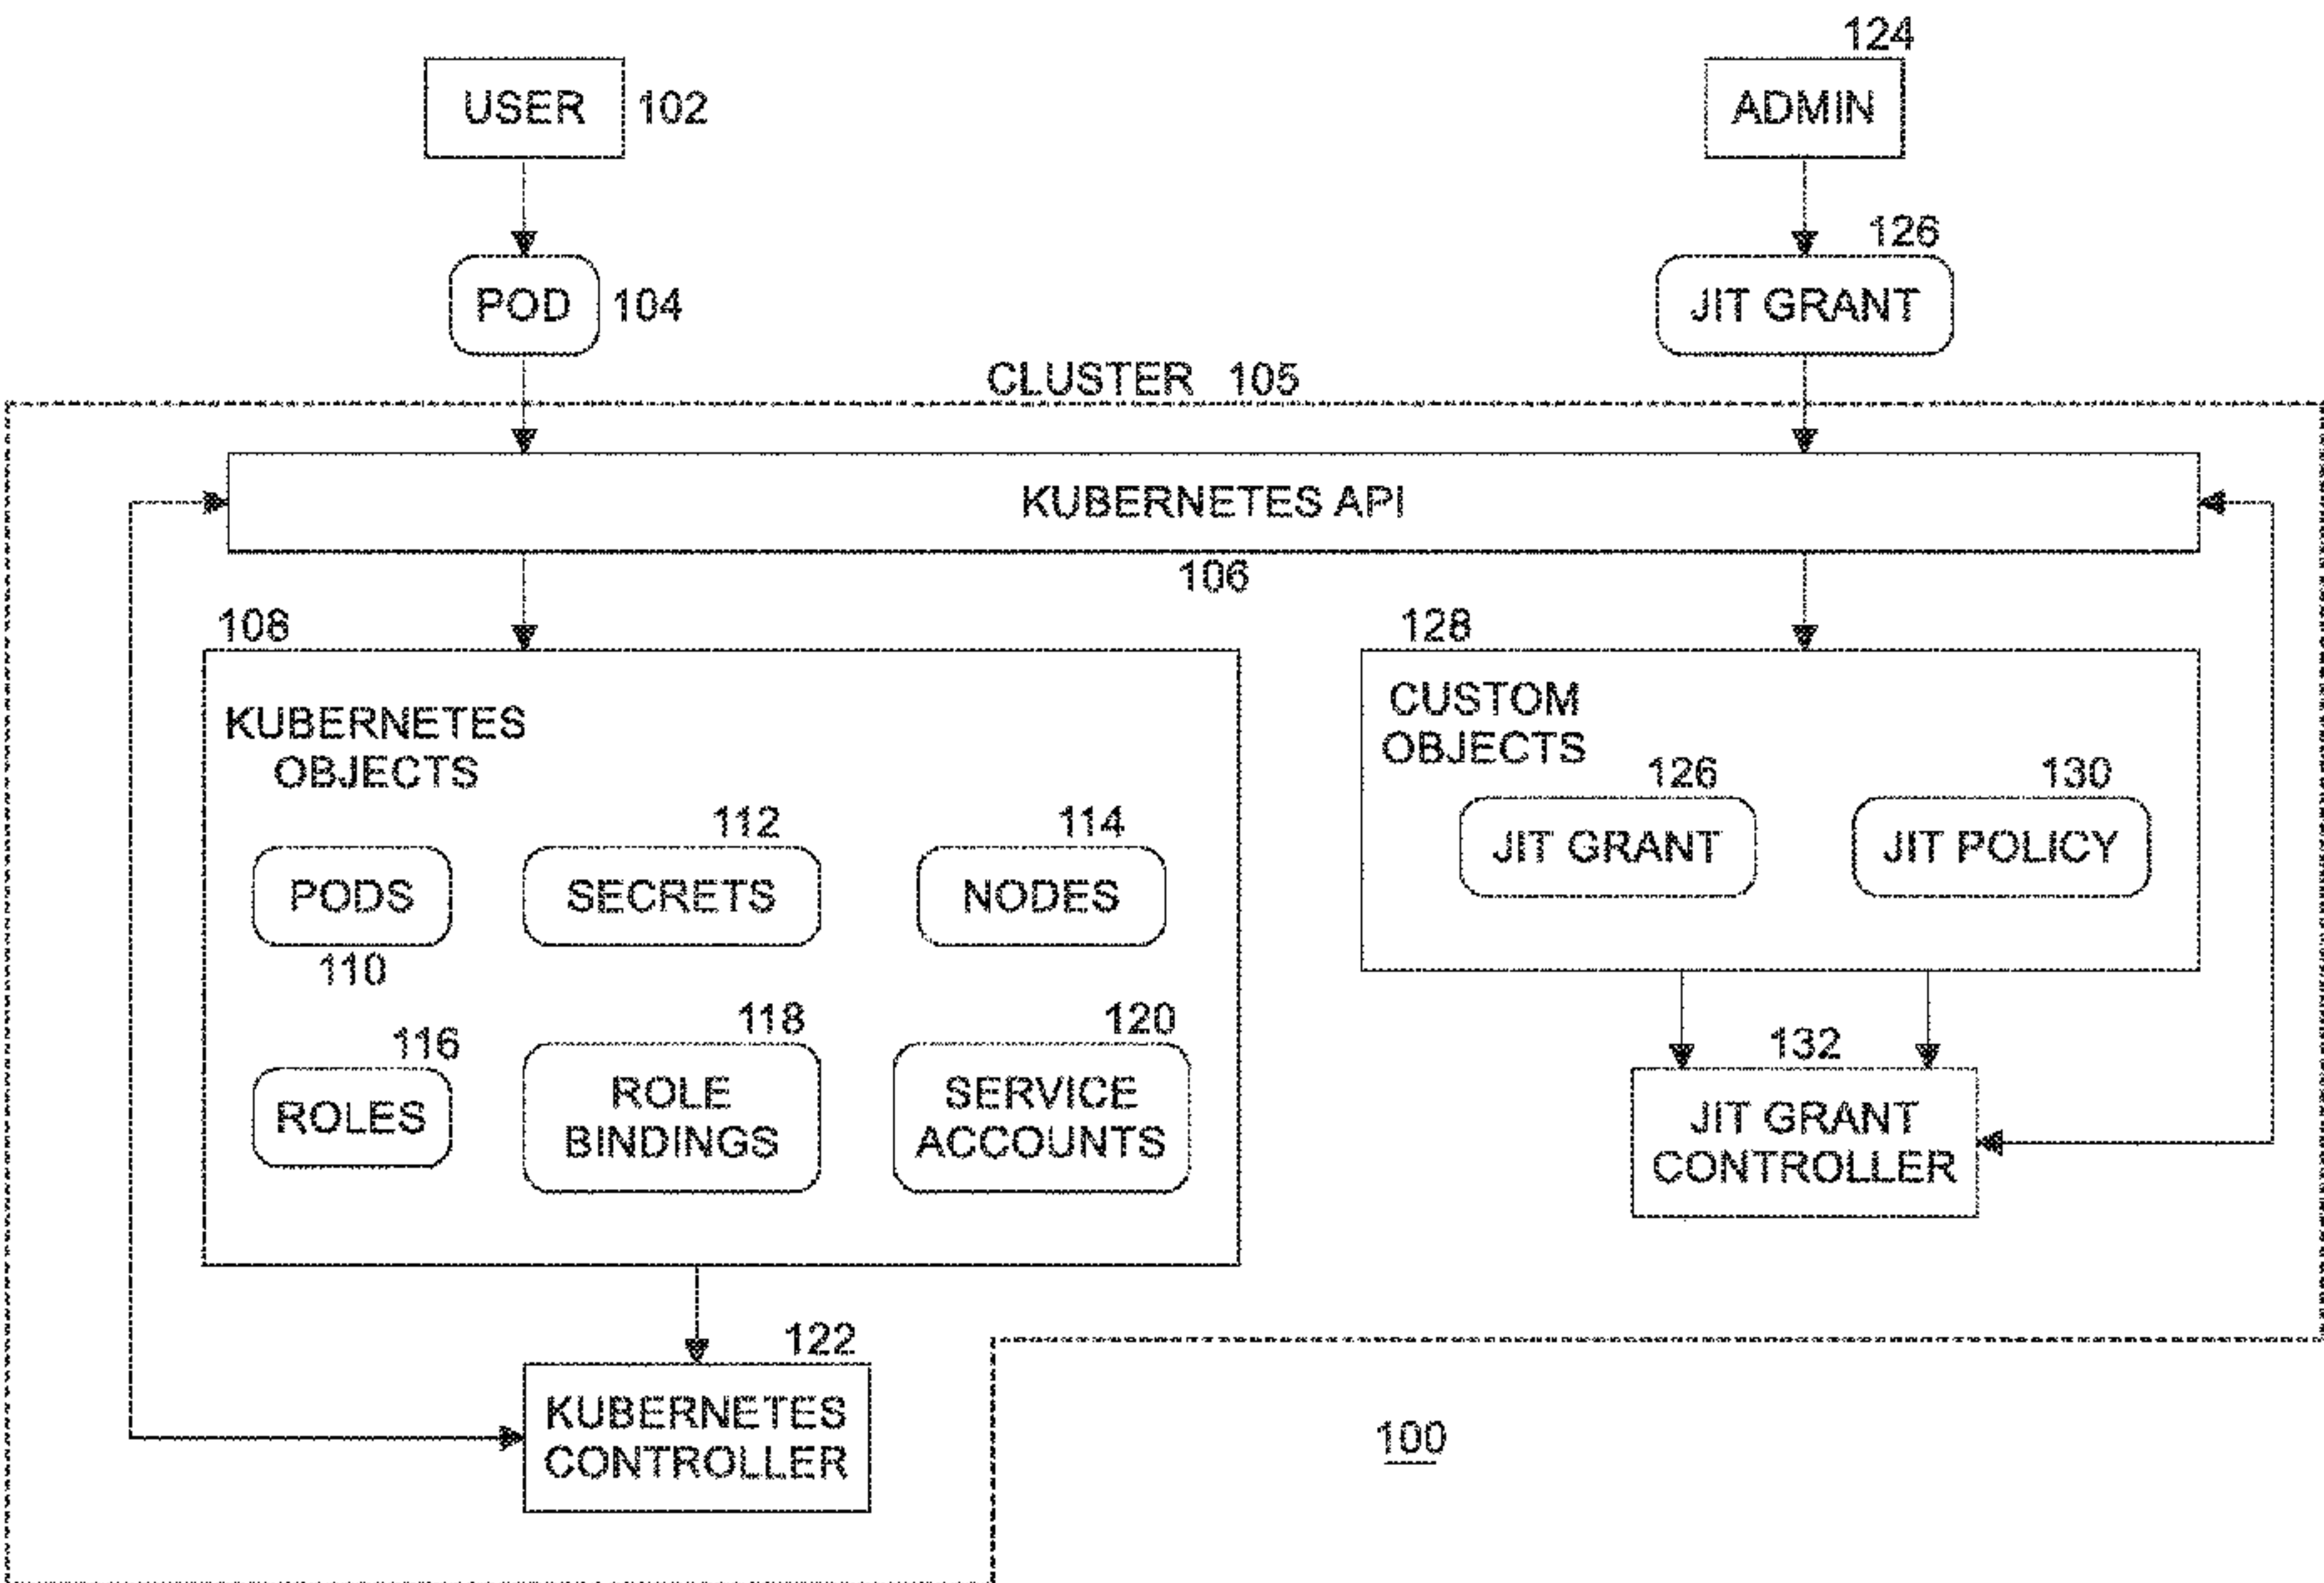 124
USER 102
ADMIN
126
POD 104
JIT GRANT
CLUSTER 105
KUBERNETES API
106
108
128
KUBERNETES
OBJECTS
CUSTOM
OBJECTS
126
130
JIT GRANT
JIT POLICY
112
114
PODS
SECRETS
NODES
110
116
118
120
ROLES
ROLE
BINDINGS
SERVICE
ACCOUNTS
132
JIT GRANT
CONTROLLER
122
KUBERNETES
CONTROLLER
100